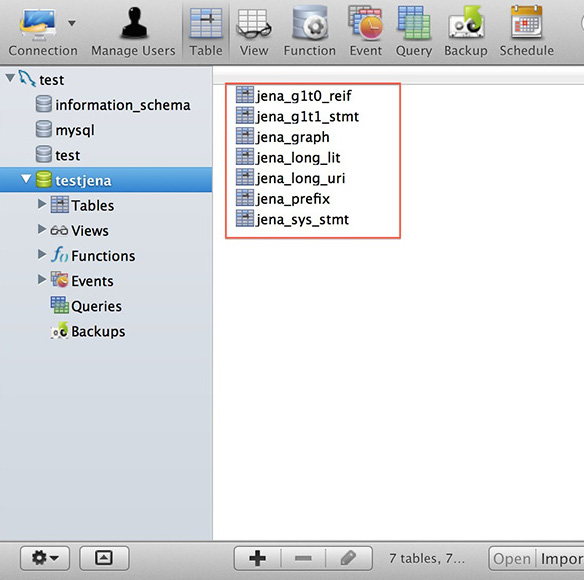 Connection Manage Users Table View Function Event Query Backup Schedule
test
information_schema
mysql
test
testjena
Tables
Views
Functions
Events
Queries
Backups
jena_g1t0_reif
jena_g1t1_stmt
jena_graph
jena_long_lit
jena_long_uri
jena_prefix
jena_sys_stmt
7 tables, 7... Open Impor